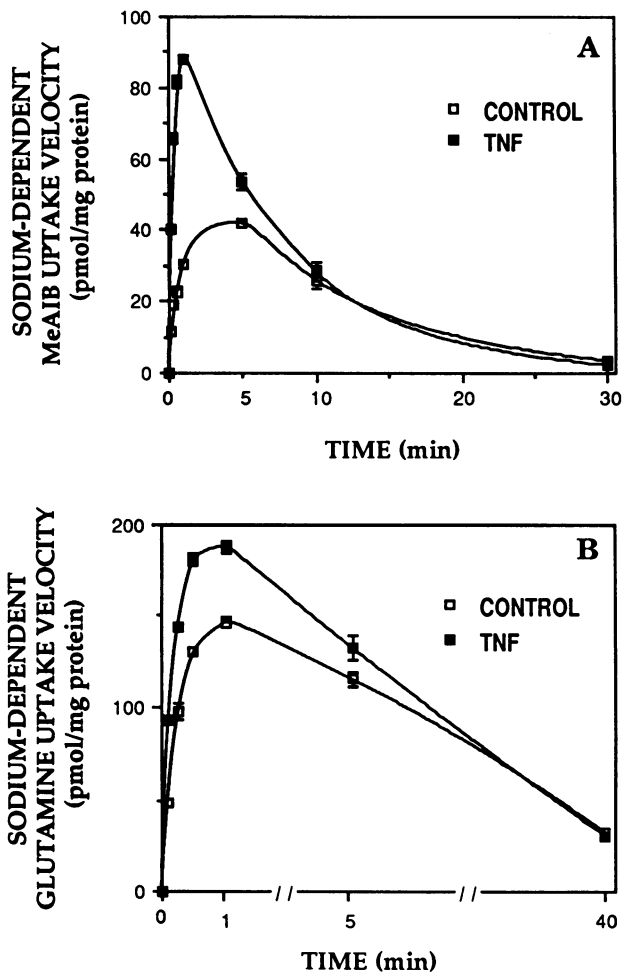 A
SODIUM-DEPENDENT
MeAIB UPTAKE VELOCITY
(pmol/mg protein)
100
80
60
40
20
0
CONTROL
TNF
0 5 10 20 30
TIME (min)
B
SODIUM-DEPENDENT
GLUTAMINE UPTAKE VELOCITY
(pmol/mg protein)
200
100
0
CONTROL
TNF
0 1 // 5 // 40
TIME (min)